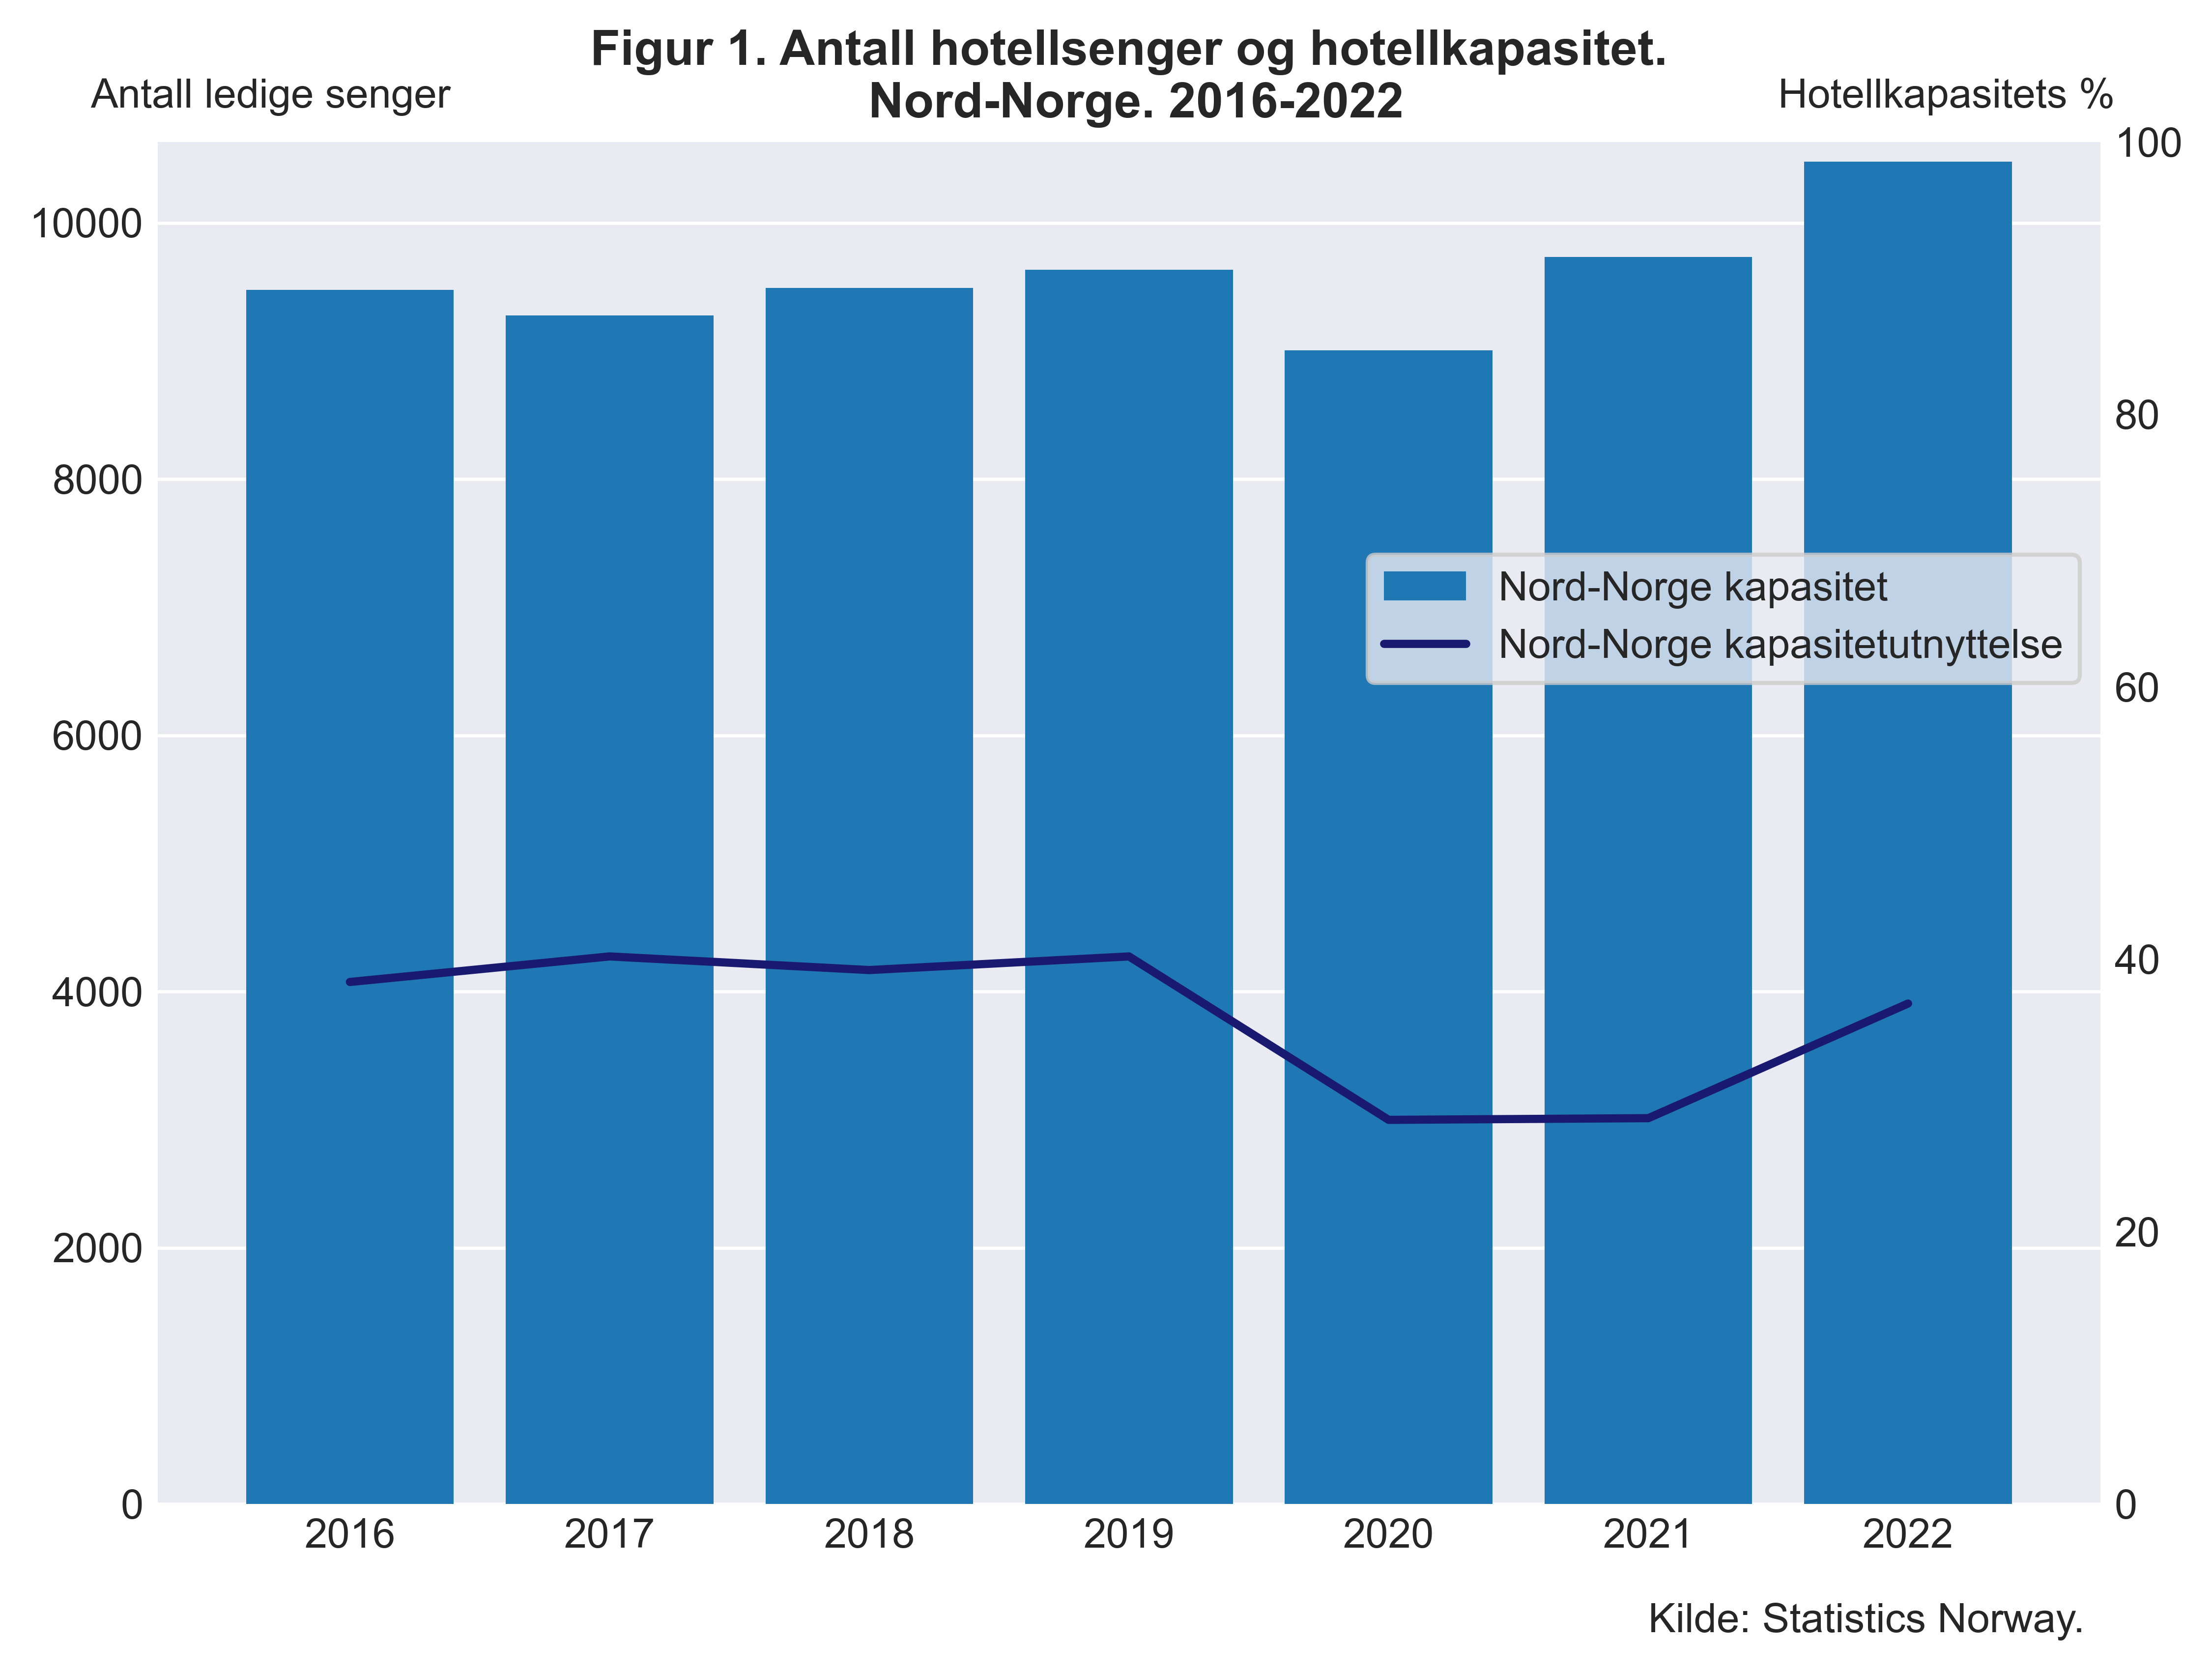 Figur 1. Antall hotellsenger og hotellkapasitet.
Nord-Norge. 2016-2022
Antall ledige senger
Hotellkapasitets %
10000
8000
6000
4000
2000
0
100
80
60
40
20
0
Nord-Norge kapasitet
Nord-Norge kapasitetutnyttelse
2016 2017 2018 2019 2020 2021 2022
Kilde: Statistics Norway.